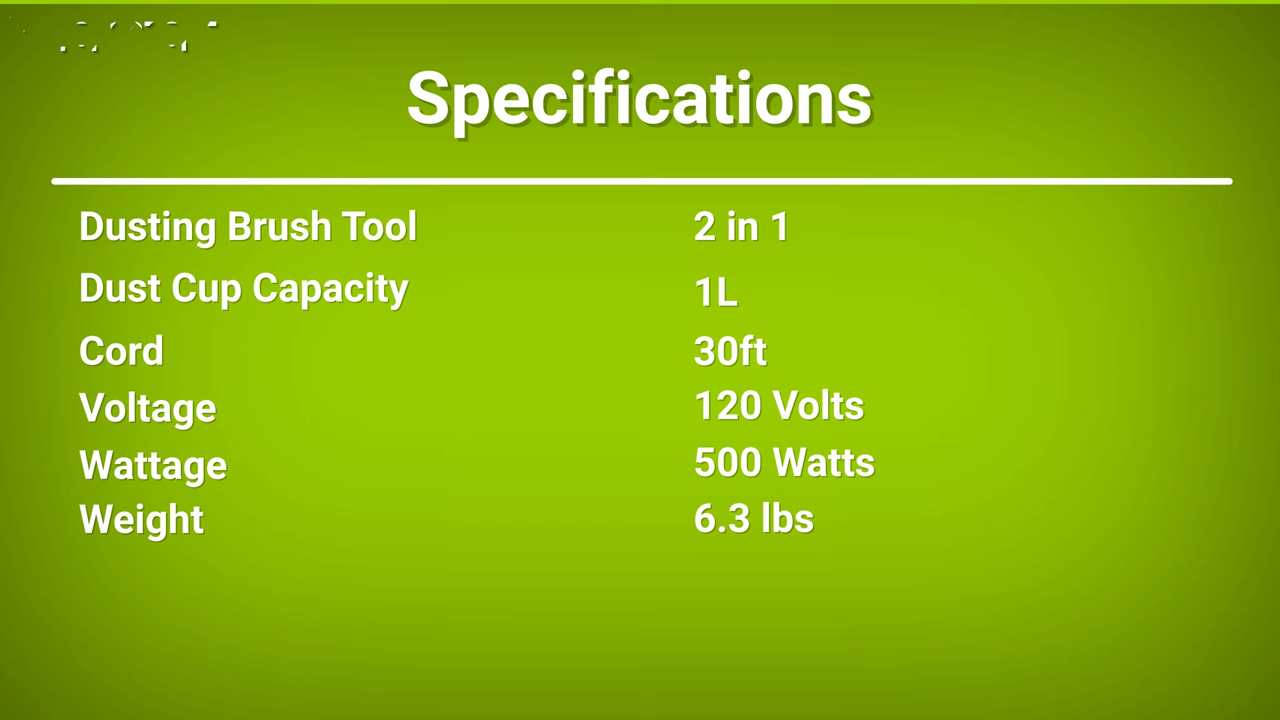 Specifications
Dusting Brush Tool 2 in 1
Dust Cup Capacity 1L
Cord 30ft
Voltage 120 Volts
Wattage 500 Watts
Weight 6.3 lbs